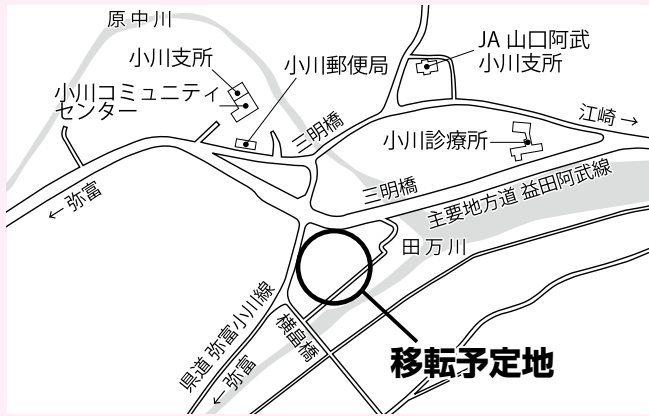 原中川
小川支所
小川コミュニティ
センター
小川郵便局
JA 山口阿武
小川支所
三明橋
江崎 →
小川診療所
三明橋
主要地方道 益田阿武線
← 弥富
田万川
県道 弥富小川線
横畠橋
← 弥富
移転予定地